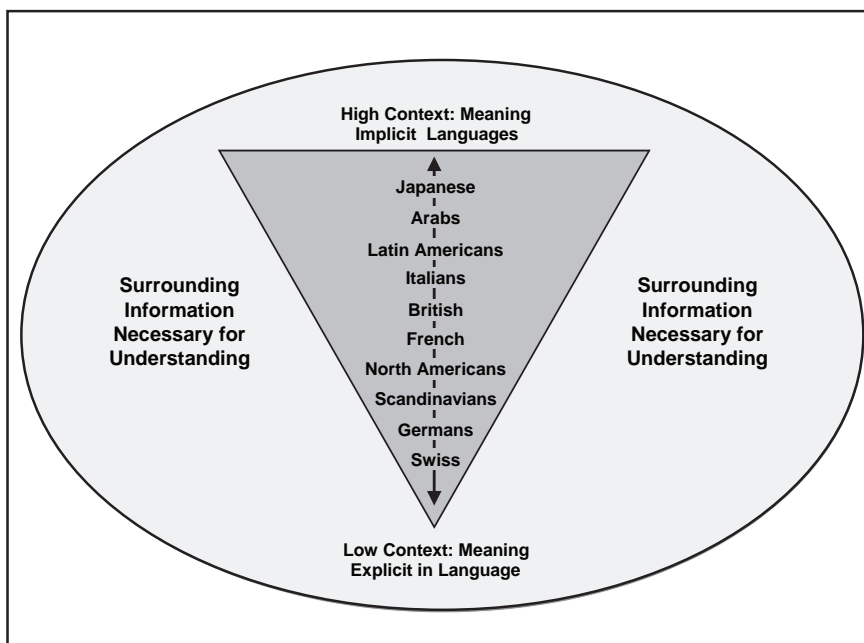 High Context: Meaning
Implicit Languages
Japanese
Arabs
Latin Americans
Italians
British
French
North Americans
Scandinavians
Germans
Swiss
Surrounding
Information
Necessary for
Understanding
Surrounding
Information
Necessary for
Understanding
Low Context: Meaning
Explicit in Language